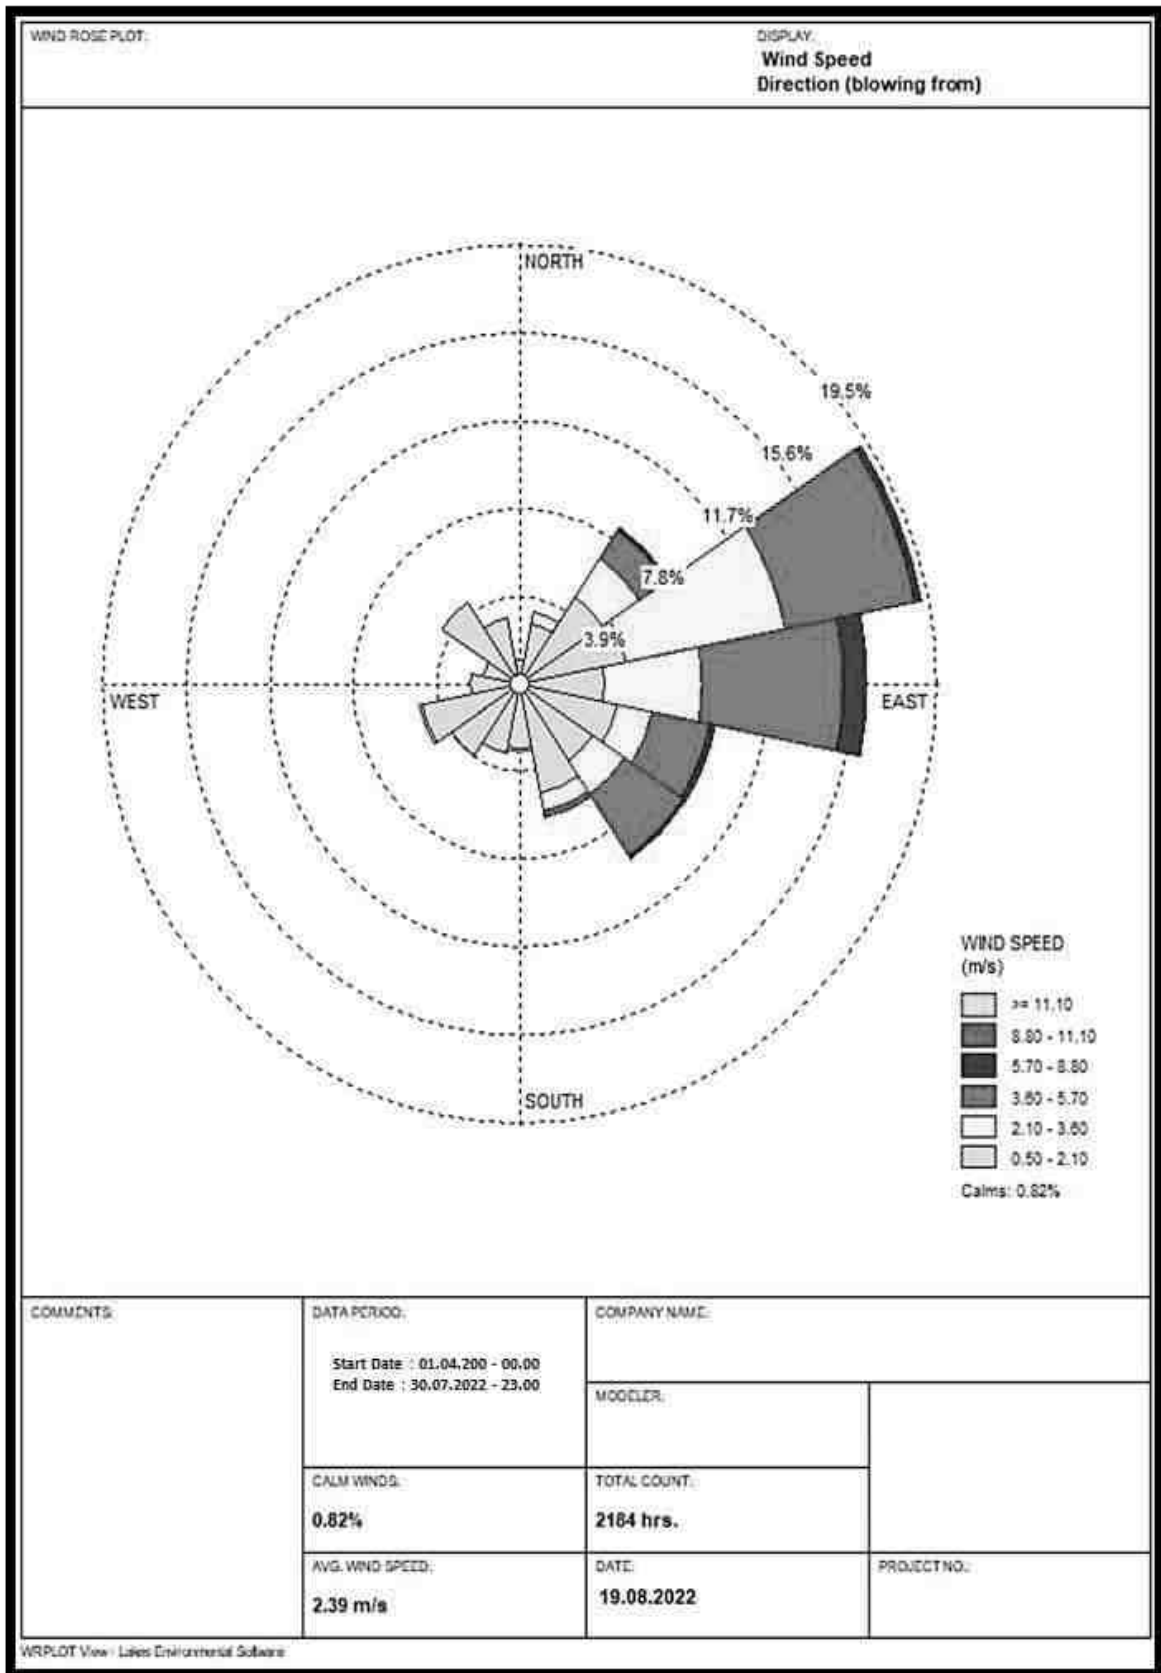 WIND ROSE PLOT:
DISPLAY:
Wind Speed
Direction (blowing from)
NORTH
19.5%
15.6%
11.7%
7.8%
3.9%
WEST
EAST
SOUTH
WIND SPEED
(m/s)
>= 11.10
8.80 - 11.10
5.70 - 8.80
3.60 - 5.70
2.10 - 3.60
0.50 - 2.10
Calms: 0.82%
COMMENTS:
DATA PERIOD:
Start Date : 01.04.200 - 00.00
End Date : 30.07.2022 - 23.00
COMPANY NAME:
MODELER:
CALM WINDS:
0.82%
TOTAL COUNT:
2184 hrs.
AVG. WIND SPEED:
2.39 m/s
DATE:
19.08.2022
PROJECT NO.:
WRPLOT View - Lakes Environmental Software